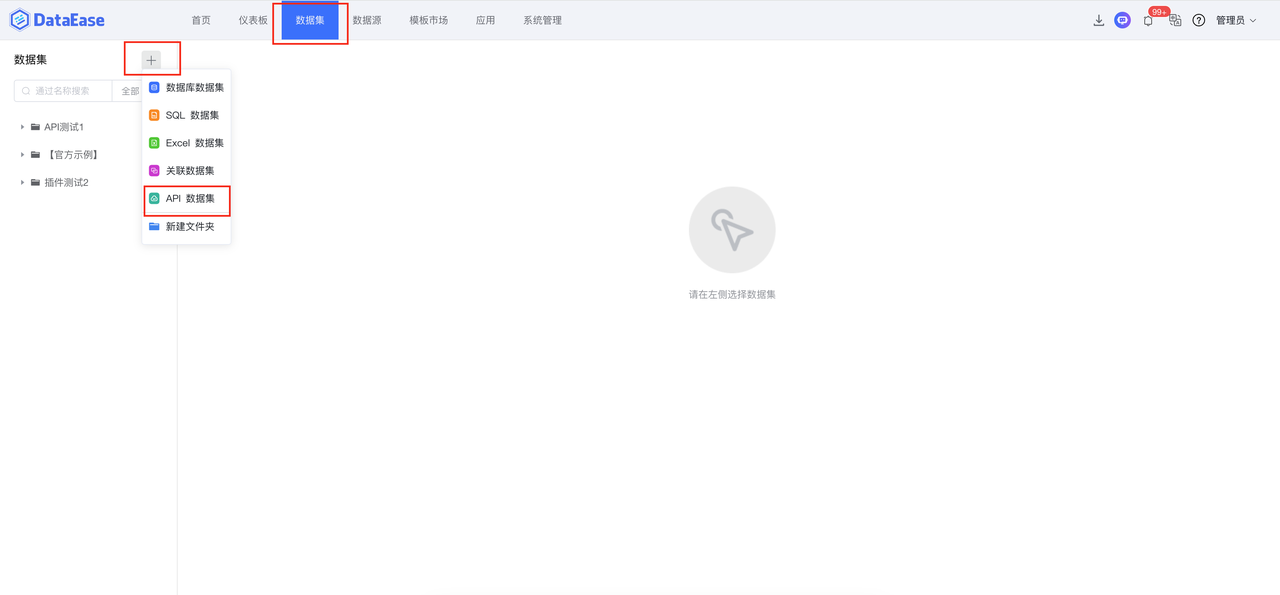 DataEase
首页 仪表板 数据集 数据源 模板市场 应用 系统管理 99+ 管理员
数据集
通过名称搜索 全部
API测试1
【官方示例】
插件测试2
数据库数据集
SQL 数据集
Excel 数据集
关联数据集
API 数据集
新建文件夹
请在左侧选择数据集